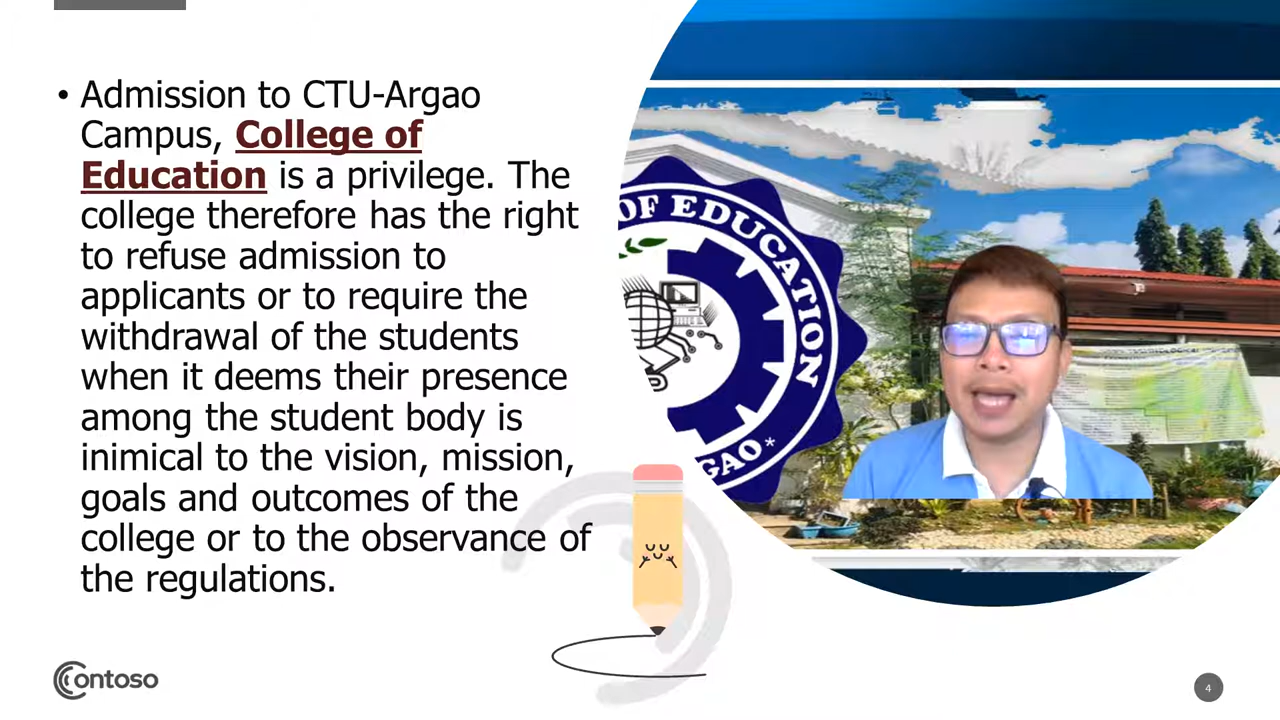 • Admission to CTU-Argao
Campus, College of
Education is a privilege. The
college therefore has the right
to refuse admission to
applicants or to require the
withdrawal of the students
when it deems their presence
among the student body is
inimical to the vision, mission,
goals and outcomes of the
college or to the observance of
the regulations.
OF EDUCATION
GAO*
Contoso
4